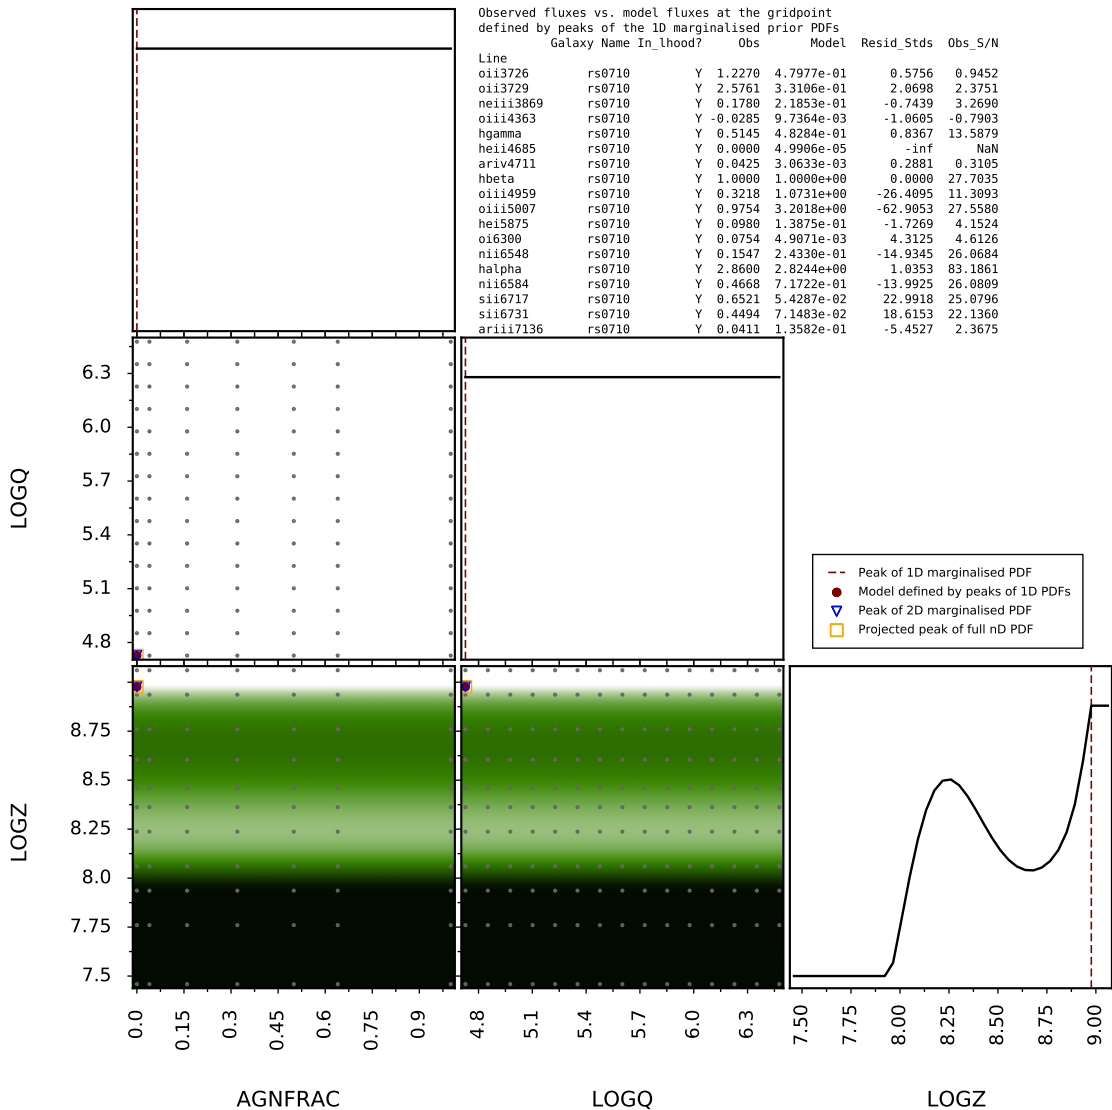 Observed fluxes vs. model fluxes at the gridpoint
defined by peaks of the 1D marginalised prior PDFs
Galaxy Name In_lhood? Obs Model Resid_Stds Obs_S/N
Line
oii3726 rs0710 Y 1.2270 4.7977e-01 0.5756 0.9452
oii3729 rs0710 Y 2.5761 3.3106e-01 2.0698 2.3751
neiii3869 rs0710 Y 0.1780 2.1853e-01 -0.7439 3.2690
oiii4363 rs0710 Y -0.0285 9.7364e-03 -1.0605 -0.7903
hgamma rs0710 Y 0.5145 4.8284e-01 0.8367 13.5879
heii4685 rs0710 Y 0.0000 4.9906e-05 -inf NaN
ariv4711 rs0710 Y 0.0425 3.0633e-03 0.2881 0.3105
hbeta rs0710 Y 1.0000 1.0000e+00 0.0000 27.7035
oiii4959 rs0710 Y 0.3218 1.0731e+00 -26.4095 11.3093
oiii5007 rs0710 Y 0.9754 3.2018e+00 -62.9053 27.5580
hei5875 rs0710 Y 0.0980 1.3875e-01 -1.7269 4.1524
oi6300 rs0710 Y 0.0754 4.9071e-03 4.3125 4.6126
nii6548 rs0710 Y 0.1547 2.4330e-01 -14.9345 26.0684
halpha rs0710 Y 2.8600 2.8244e+00 1.0353 83.1861
nii6584 rs0710 Y 0.4668 7.1722e-01 -13.9925 26.0809
sii6717 rs0710 Y 0.6521 5.4287e-02 22.9918 25.0796
sii6731 rs0710 Y 0.4494 7.1483e-02 18.6153 22.1360
ariii7136 rs0710 Y 0.0411 1.3582e-01 -5.4527 2.3675
6.3
6.0
5.7
5.4
5.1
4.8
LOGQ
Peak of 1D marginalised PDF
Model defined by peaks of 1D PDFs
Peak of 2D marginalised PDF
Projected peak of full nD PDF
8.75
8.5
8.25
8.0
7.75
7.5
LOGZ
0.0 0.15 0.3 0.45 0.6 0.75 0.9
4.8 5.1 5.4 5.7 6.0 6.3
7.50 7.75 8.00 8.25 8.50 8.75 9.00
AGNFRAC LOGQ LOGZ